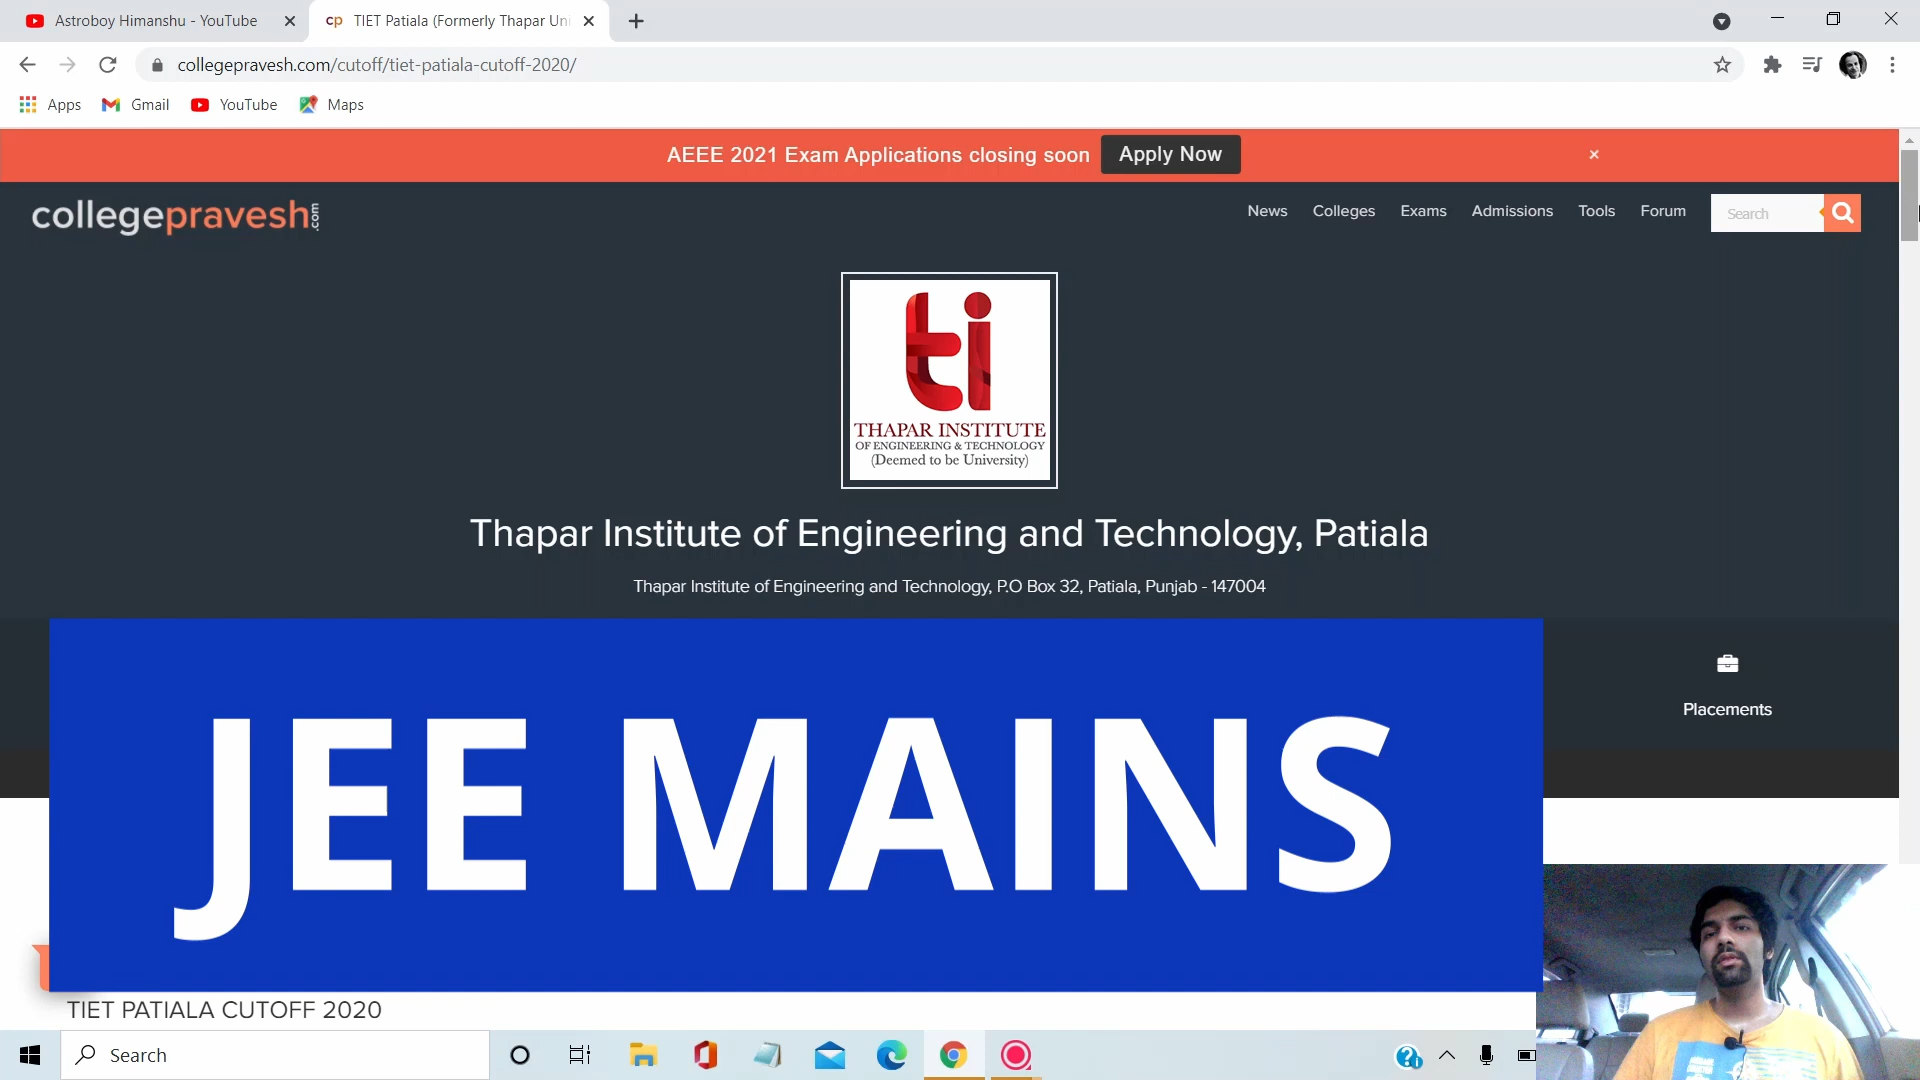 Astroboy Himanshu - YouTube
cp TIET Patiala (Formerly Thapar Uni
collegepravesh.com/cutoff/tiet-patiala-cutoff-2020/
Apps Gmail YouTube Maps
AEEE 2021 Exam Applications closing soon Apply Now ×
collegepravesh.com
News Colleges Exams Admissions Tools Forum Search
ti
THAPAR INSTITUTE
OF ENGINEERING & TECHNOLOGY
(Deemed to be University)
Thapar Institute of Engineering and Technology, Patiala
Thapar Institute of Engineering and Technology, P.O Box 32, Patiala, Punjab - 147004
Placements
JEE MAINS
TIET PATIALA CUTOFF 2020
Search